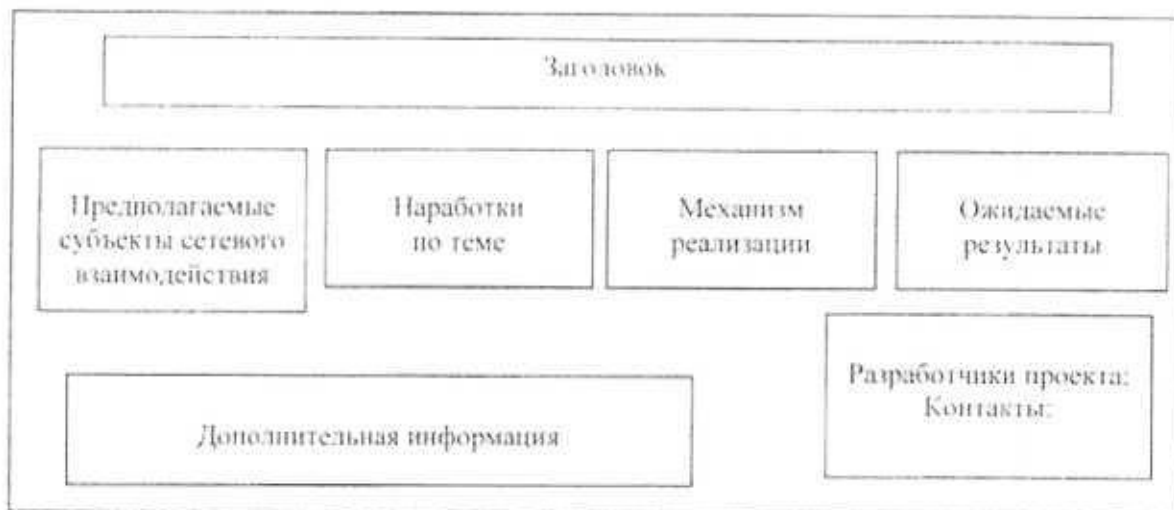 Заголовок
Предполагаемые
субъекты сетевого
взаимодействия
Наработки
по теме
Механизм
реализации
Ожидаемые
результаты
Разработчики проекта:
Контакты:
Дополнительная информация